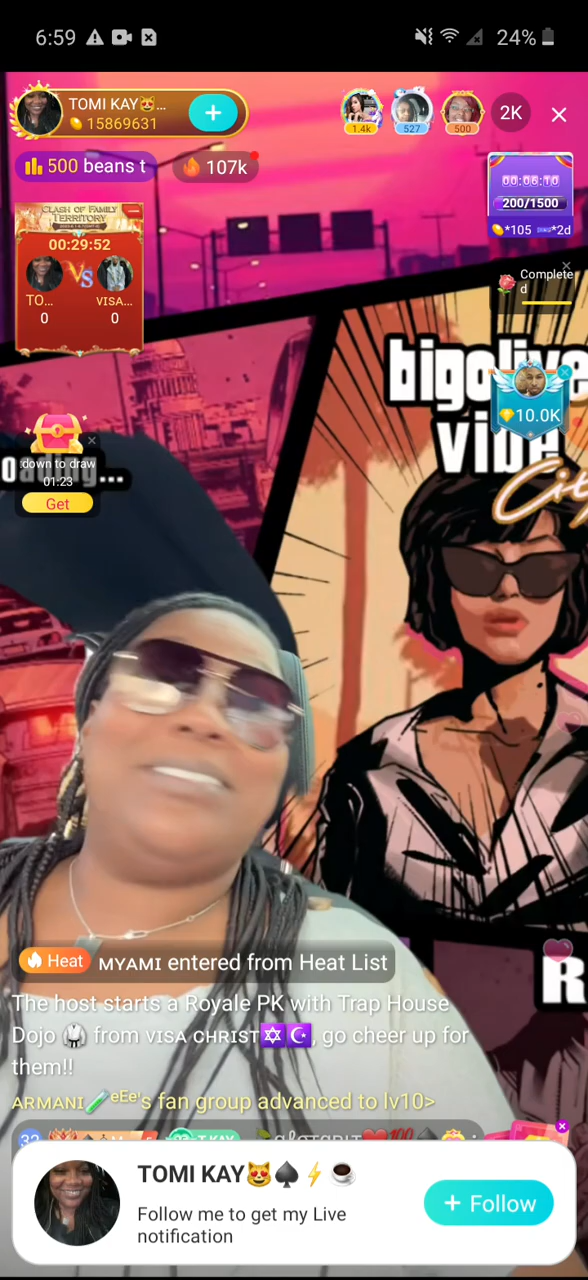 6:59
24%
TOMI KAY😻...
15869631
1.4k
527
500
2K
500 beans t
107k
00:06:10
200/1500
*105
*2d
CLASH OF FAMILY
TERRITORY
00:29:52
VS
TO...
VISA...
0
0
Complete
d
bigolive
10.0K
vibe
City
:down to draw
01:23
Get
Heat
MYAMI entered from Heat List
The host starts a Royale PK with Trap House
Dojo 🥋 from VISA CHRIST✡️☪️, go cheer up for
them!!
ARMANI🧪eEe's fan group advanced to lv10>
32
T KAY
TOMI KAY😻♠️⚡☕
Follow me to get my Live
notification
+ Follow